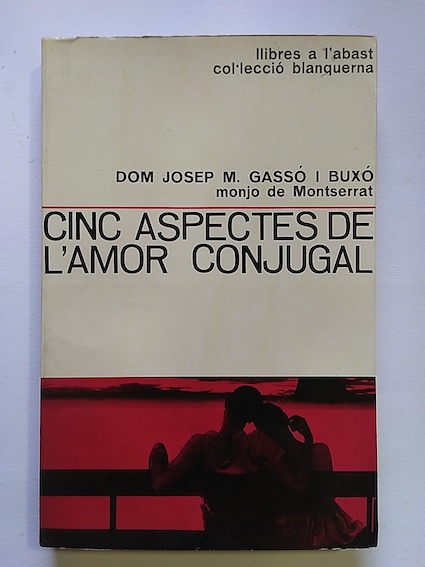 llibres a l'abast
col·lecció blanquerna
DOM JOSEP M. GASSÓ I BUXÓ
monjo de Montserrat
CINC ASPECTES DE
L'AMOR CONJUGAL